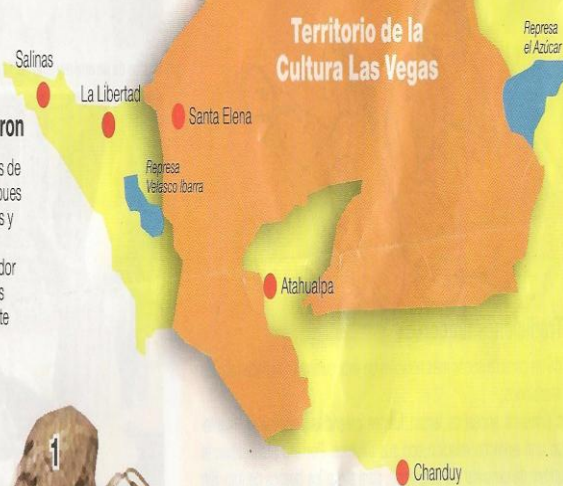 Territorio de la
Cultura Las Vegas
Represa
el Azúcar
Salinas
La Libertad
Santa Elena
ron
s de
ues
s y
Represa
Velasco Ibarra
dor
s
te
Atahualpa
1
Chanduy